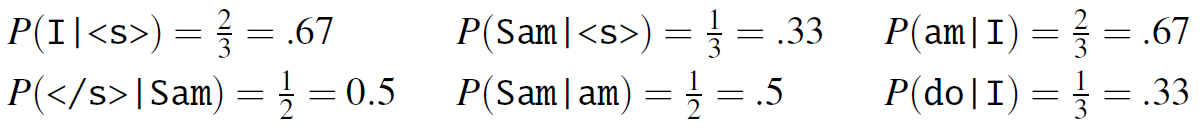 P(I|<s>) = 2/3 = .67 P(Sam|<s>) = 1/3 = .33 P(am|I) = 2/3 = .67
P(</s>|Sam) = 1/2 = 0.5 P(Sam|am) = 1/2 = .5 P(do|I) = 1/3 = .33